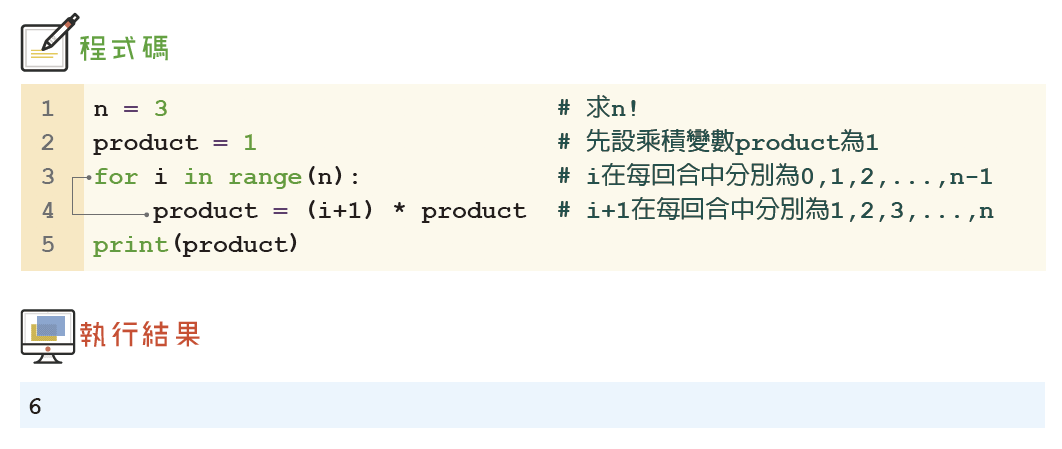 程式碼
1 n = 3 # 求n!
2 product = 1 # 先設乘積變數product為1
3 for i in range(n): # i在每回合中分別為0,1,2,...,n-1
4 product = (i+1) * product # i+1在每回合中分別為1,2,3,...,n
5 print(product)
執行結果
6